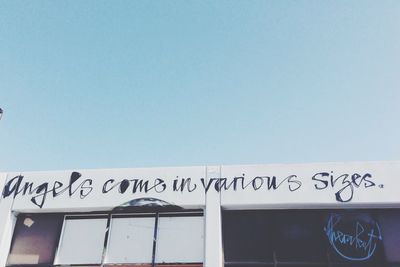 Angels come in various sizes.